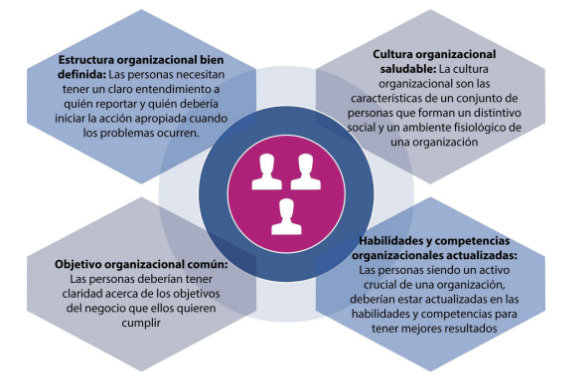 Estructura organizacional bien
definida: Las personas necesitan
tener un claro entendimiento a
quién reportar y quién debería
iniciar la acción apropiada cuando
los problemas ocurren.
Cultura organizacional
saludable: La cultura
organizacional son las
características de un conjunto de
personas que forman un distintivo
social y un ambiente fisiológico de
una organización
Objetivo organizacional común:
Las personas deberían tener
claridad acerca de los objetivos
del negocio que ellos quieren
cumplir
Habilidades y competencias
organizacionales actualizadas:
Las personas siendo un activo
crucial de una organización,
deberían estar actualizadas en las
habilidades y competencias para
tener mejores resultados